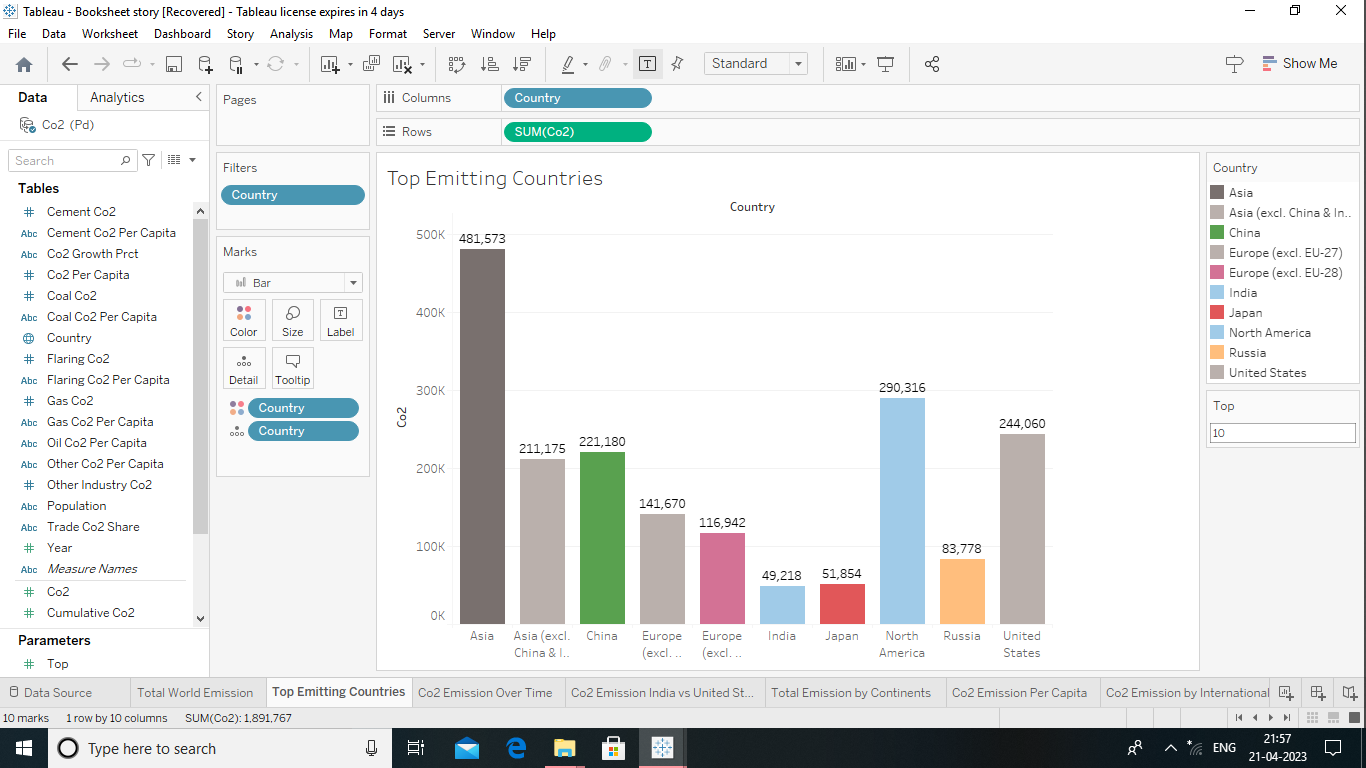 Tableau - Booksheet story [Recovered] - Tableau license expires in 4 days
File Data Worksheet Dashboard Story Analysis Map Format Server Window Help
Standard
Show Me
Data Analytics
Co2 (Pd)
Search
Tables
# Cement Co2
Abc Cement Co2 Per Capita
Abc Co2 Growth Prct
# Co2 Per Capita
# Coal Co2
Abc Coal Co2 Per Capita
Country
# Flaring Co2
Abc Flaring Co2 Per Capita
# Gas Co2
Abc Gas Co2 Per Capita
Abc Oil Co2 Per Capita
Abc Other Co2 Per Capita
# Other Industry Co2
Abc Population
Abc Trade Co2 Share
# Year
Abc Measure Names
# Co2
# Cumulative Co2
Parameters
# Top
Pages
Filters
Country
Marks
Bar
Color Size Label
Detail Tooltip
Country
Country
Columns Country
Rows SUM(Co2)
Top Emitting Countries
Country
Co2
500K
400K
300K
200K
100K
0K
481,573
211,175
221,180
141,670
116,942
49,218
51,854
290,316
83,778
244,060
Asia
Asia (excl.
China & I..
China
Europe
(excl. ..
Europe
(excl. ..
India
Japan
North
America
Russia
United
States
Country
Asia
Asia (excl. China & In..
China
Europe (excl. EU-27)
Europe (excl. EU-28)
India
Japan
North America
Russia
United States
Top
10
Data Source Total World Emission Top Emitting Countries Co2 Emission Over Time Co2 Emission India vs United St... Total Emission by Continents Co2 Emission Per Capita Co2 Emission by International
10 marks 1 row by 10 columns SUM(Co2): 1,891,767
Type here to search
ENG
21:57
21-04-2023